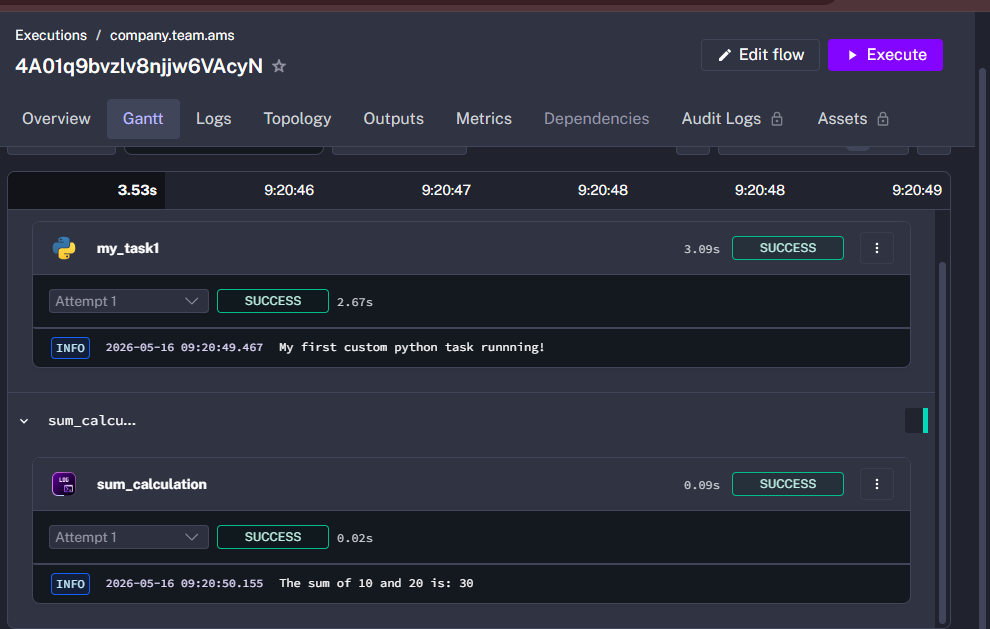 Executions / company.team.ams
4A01q9bvzlv8njjw6VAcyN
Edit flow
Execute
Overview Gantt Logs Topology Outputs Metrics Dependencies Audit Logs Assets
3.53s 9:20:46 9:20:47 9:20:48 9:20:48 9:20:49
my_task1 3.09s SUCCESS
Attempt 1 SUCCESS 2.67s
INFO 2026-05-16 09:20:49.467 My first custom python task runnning!
sum_calcu...
LOG sum_calculation 0.09s SUCCESS
Attempt 1 SUCCESS 0.02s
INFO 2026-05-16 09:20:50.155 The sum of 10 and 20 is: 30